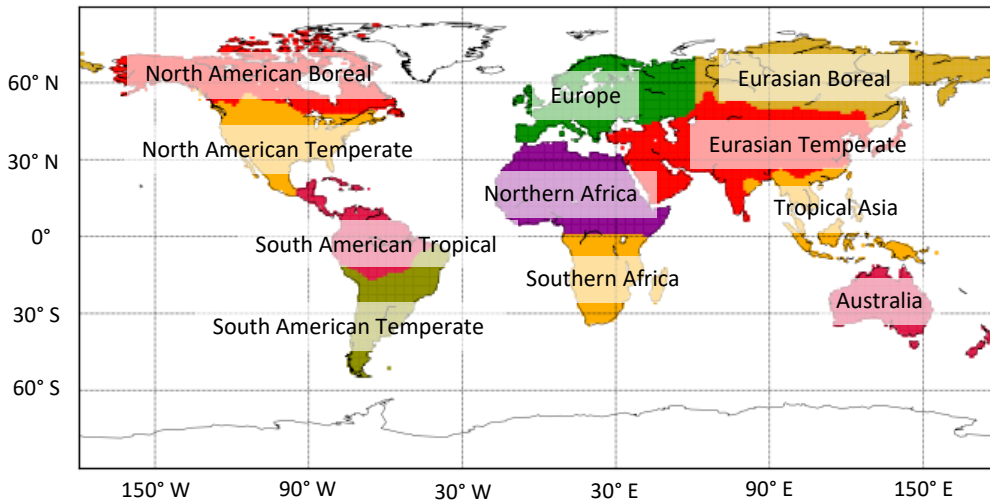 60° N
North American Boreal
Europe
Eurasian Boreal
30° N
North American Temperate
Eurasian Temperate
Northern Africa
Tropical Asia
0°
South American Tropical
Southern Africa
Australia
30° S
South American Temperate
60° S
150° W
90° W
30° W
30° E
90° E
150° E